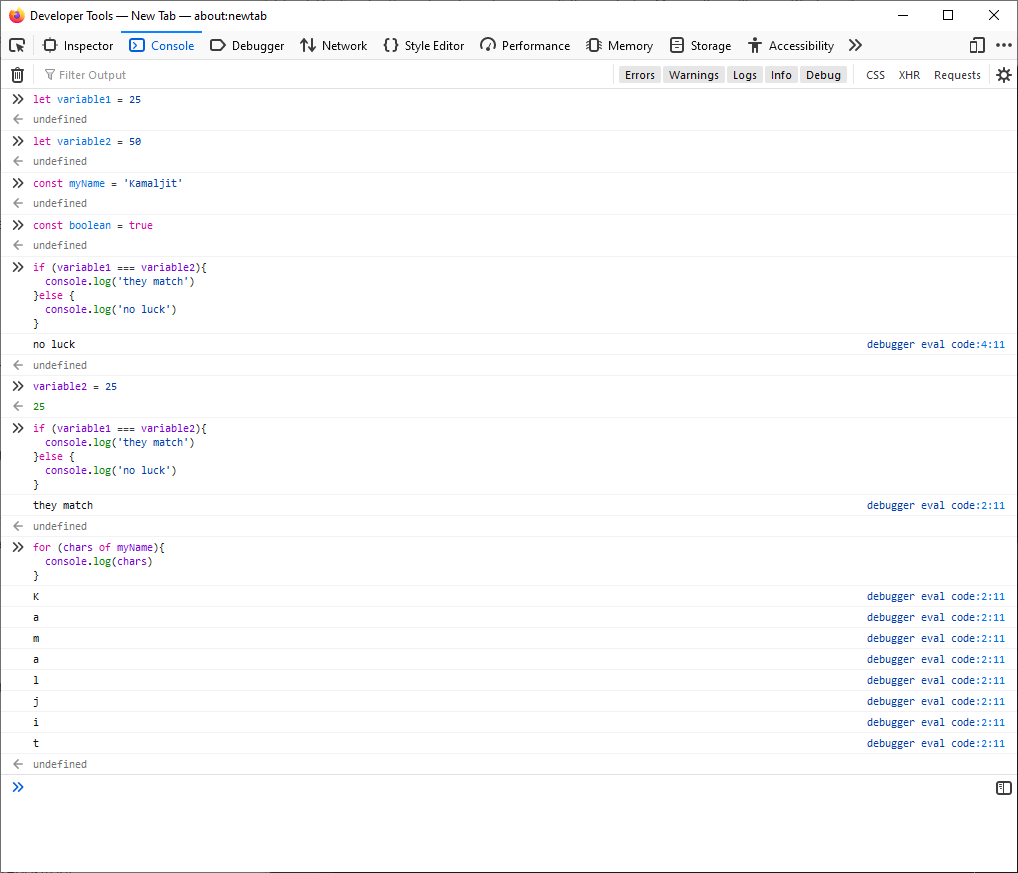 Developer Tools — New Tab — about:newtab
Inspector Console Debugger Network Style Editor Performance Memory Storage Accessibility
Filter Output Errors Warnings Logs Info Debug CSS XHR Requests
let variable1 = 25
undefined
let variable2 = 50
undefined
const myName = 'Kamaljit'
undefined
const boolean = true
undefined
if (variable1 === variable2){
  console.log('they match')
}else {
  console.log('no luck')
}
no luck debugger eval code:4:11
undefined
variable2 = 25
25
if (variable1 === variable2){
  console.log('they match')
}else {
  console.log('no luck')
}
they match debugger eval code:2:11
undefined
for (chars of myName){
  console.log(chars)
}
K debugger eval code:2:11
a debugger eval code:2:11
m debugger eval code:2:11
a debugger eval code:2:11
l debugger eval code:2:11
j debugger eval code:2:11
i debugger eval code:2:11
t debugger eval code:2:11
undefined